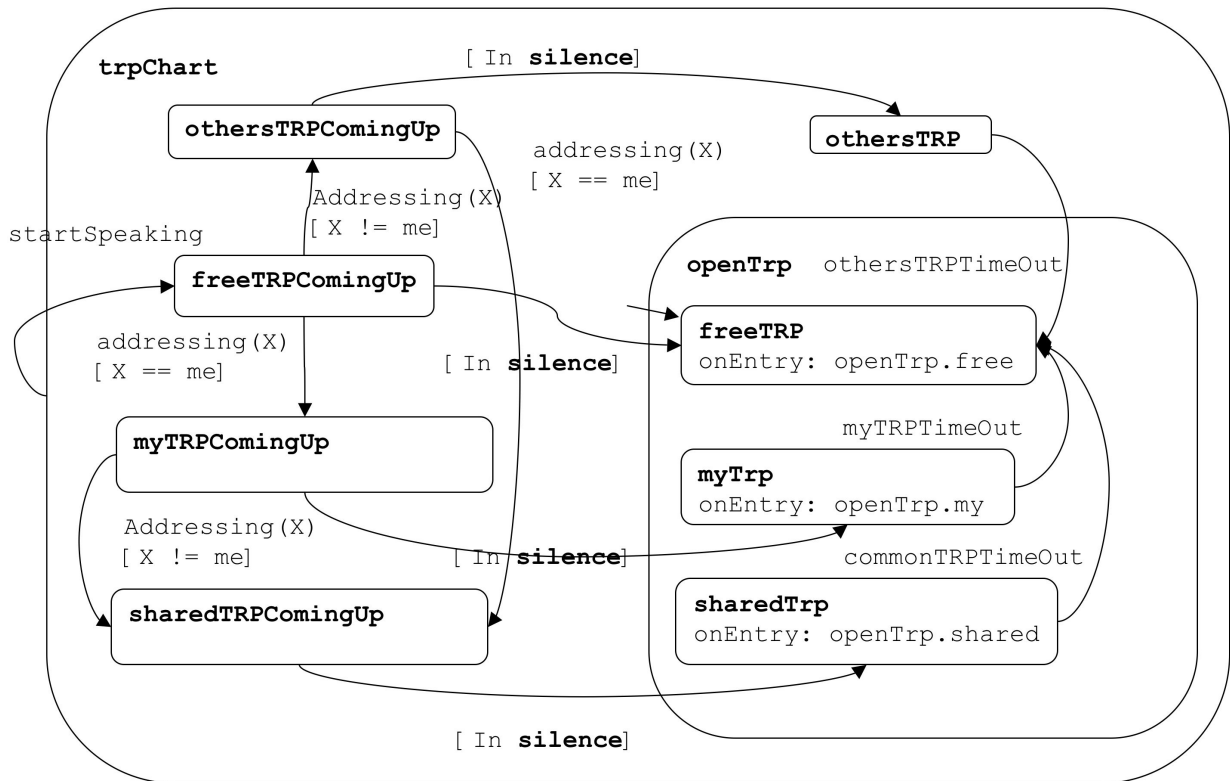 trpChart
[ In silence]
othersTRPComingUp
othersTRP
addressing(X)
[ X == me]
Addressing(X)
[ X != me]
startSpeaking
openTrp
othersTRPTimeOut
freeTRPComingUp
freeTRP
onEntry: openTrp.free
addressing(X)
[ X == me]
[ In silence]
myTRPComingUp
myTRPTimeOut
myTrp
onEntry: openTrp.my
Addressing(X)
[ X != me]
[ In silence]
commonTRPTimeOut
sharedTRPComingUp
sharedTrp
onEntry: openTrp.shared
[ In silence]